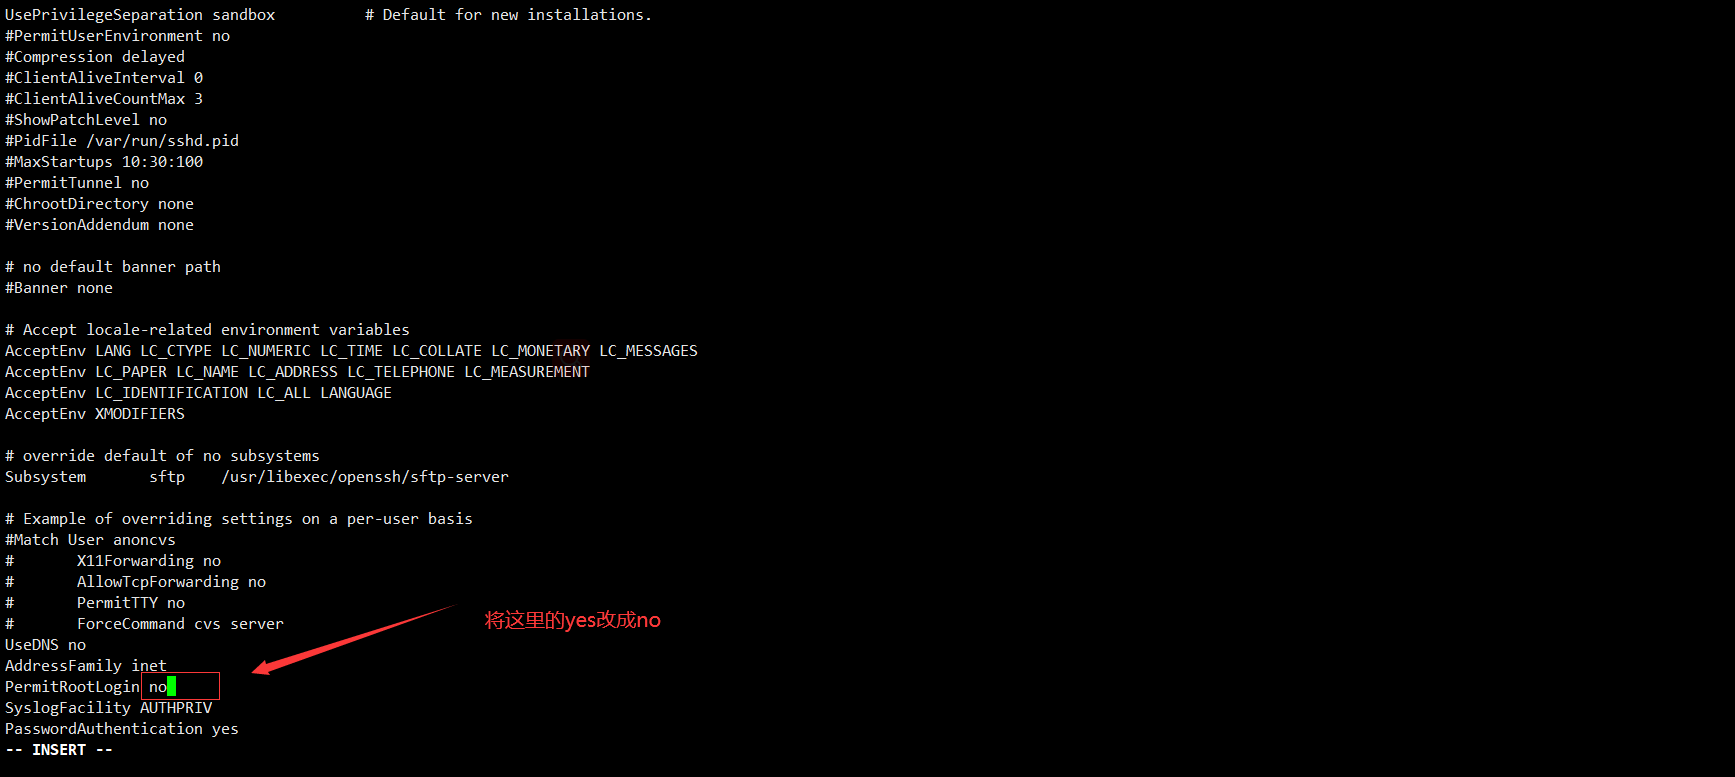 UsePrivilegeSeparation sandbox          # Default for new installations.
#PermitUserEnvironment no
#Compression delayed
#ClientAliveInterval 0
#ClientAliveCountMax 3
#ShowPatchLevel no
#PidFile /var/run/sshd.pid
#MaxStartups 10:30:100
#PermitTunnel no
#ChrootDirectory none
#VersionAddendum none
# no default banner path
#Banner none
# Accept locale-related environment variables
AcceptEnv LANG LC_CTYPE LC_NUMERIC LC_TIME LC_COLLATE LC_MONETARY LC_MESSAGES
AcceptEnv LC_PAPER LC_NAME LC_ADDRESS LC_TELEPHONE LC_MEASUREMENT
AcceptEnv LC_IDENTIFICATION LC_ALL LANGUAGE
AcceptEnv XMODIFIERS
# override default of no subsystems
Subsystem       sftp    /usr/libexec/openssh/sftp-server
# Example of overriding settings on a per-user basis
#Match User anoncvs
#       X11Forwarding no
#       AllowTcpForwarding no
#       PermitTTY no
#       ForceCommand cvs server
将这里的yes改成no
UseDNS no
AddressFamily inet
PermitRootLogin no
SyslogFacility AUTHPRIV
PasswordAuthentication yes
-- INSERT --